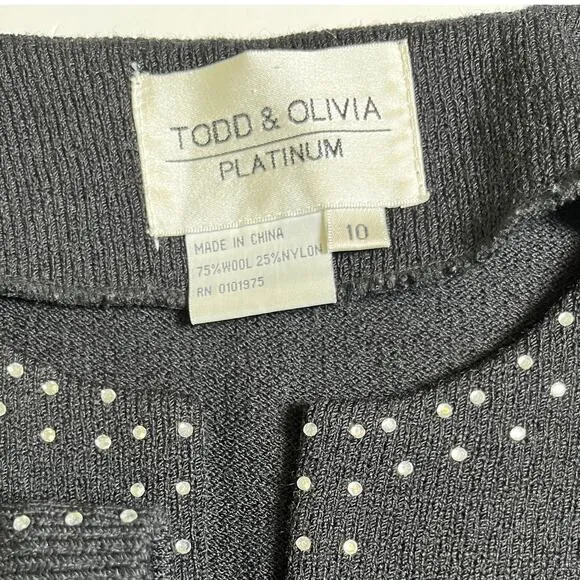 TODD & OLIVIA
PLATINUM
10
MADE IN CHINA
75%WOOL 25%NYLON
RN 0101975